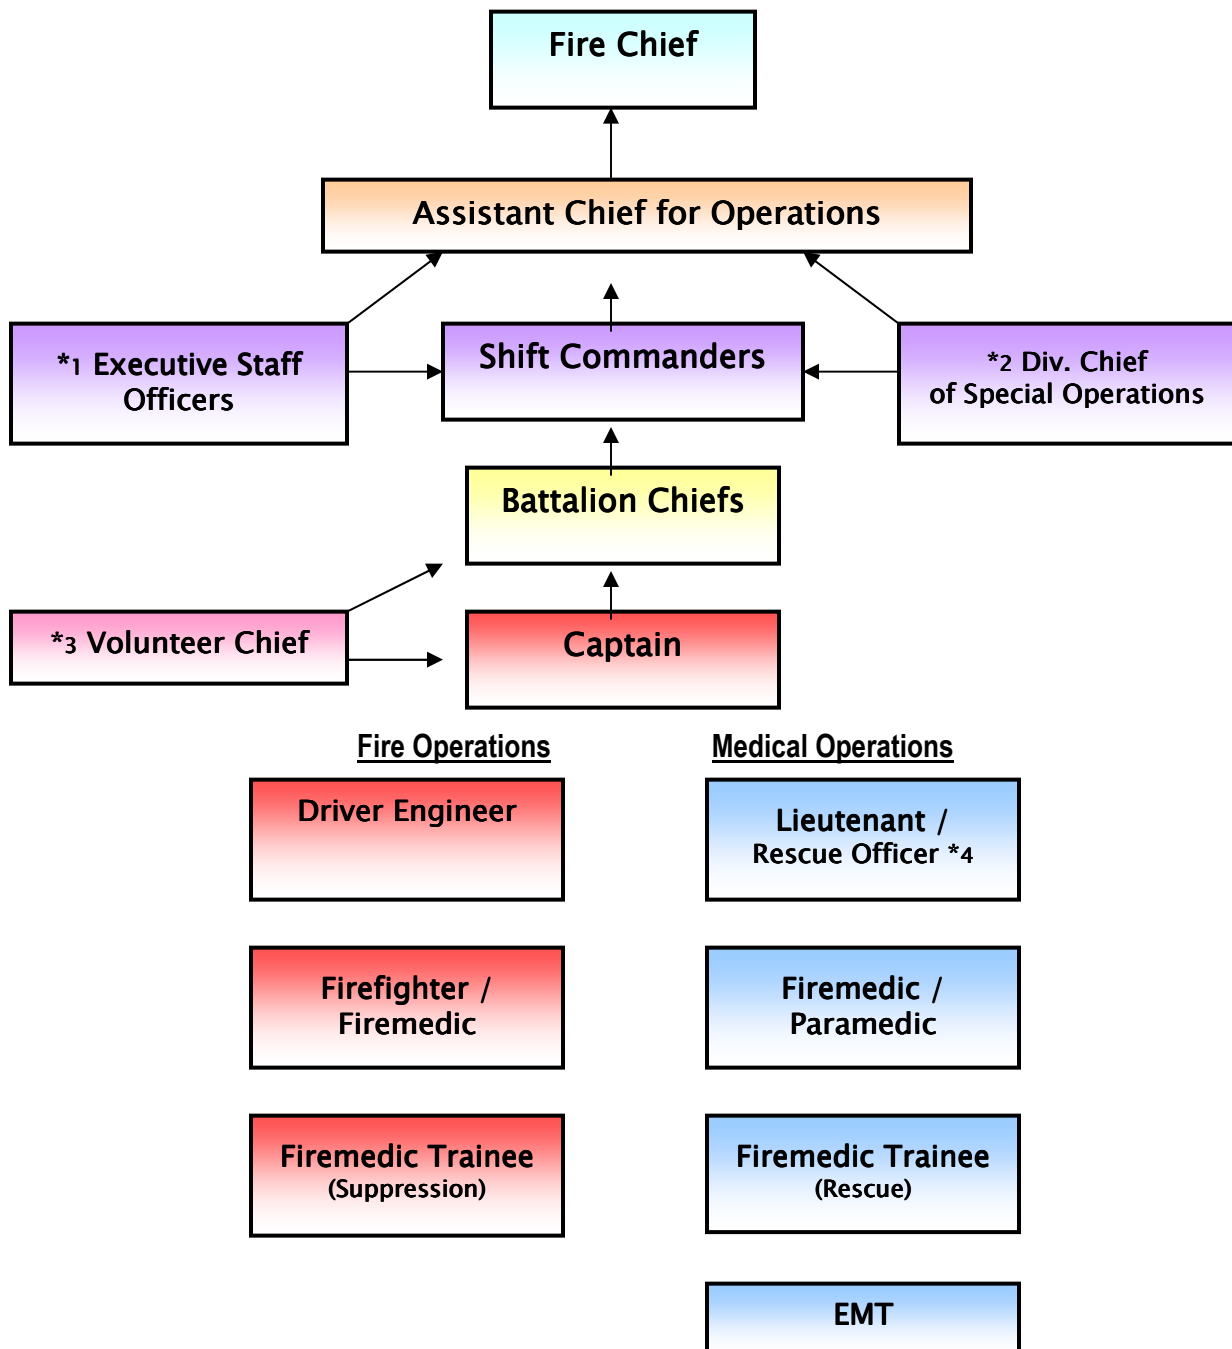 Fire Chief
Assistant Chief for Operations
*1 Executive Staff
Officers
Shift Commanders
*2 Div. Chief
of Special Operations
Battalion Chiefs
*3 Volunteer Chief
Captain
Fire Operations
Medical Operations
Driver Engineer
Lieutenant /
Rescue Officer *4
Firefighter /
Firemedic
Firemedic /
Paramedic
Firemedic Trainee
(Suppression)
Firemedic Trainee
(Rescue)
EMT